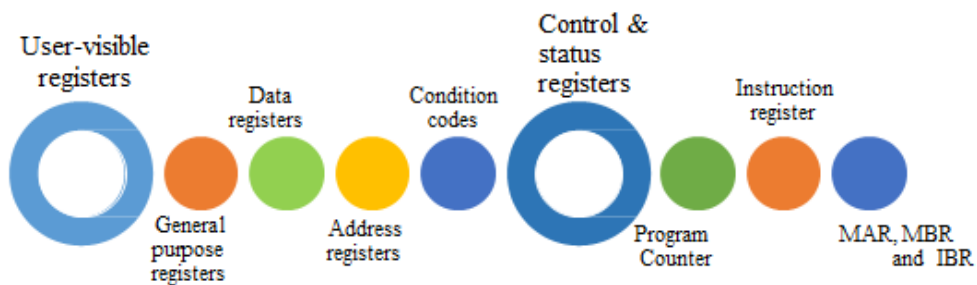 User-visible
registers
General
purpose
registers
Data
registers
Address
registers
Condition
codes
Control &
status
registers
Program
Counter
Instruction
register
MAR, MBR
and IBR